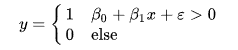 y = { 1 β₀ + β₁x + ε > 0
0 else